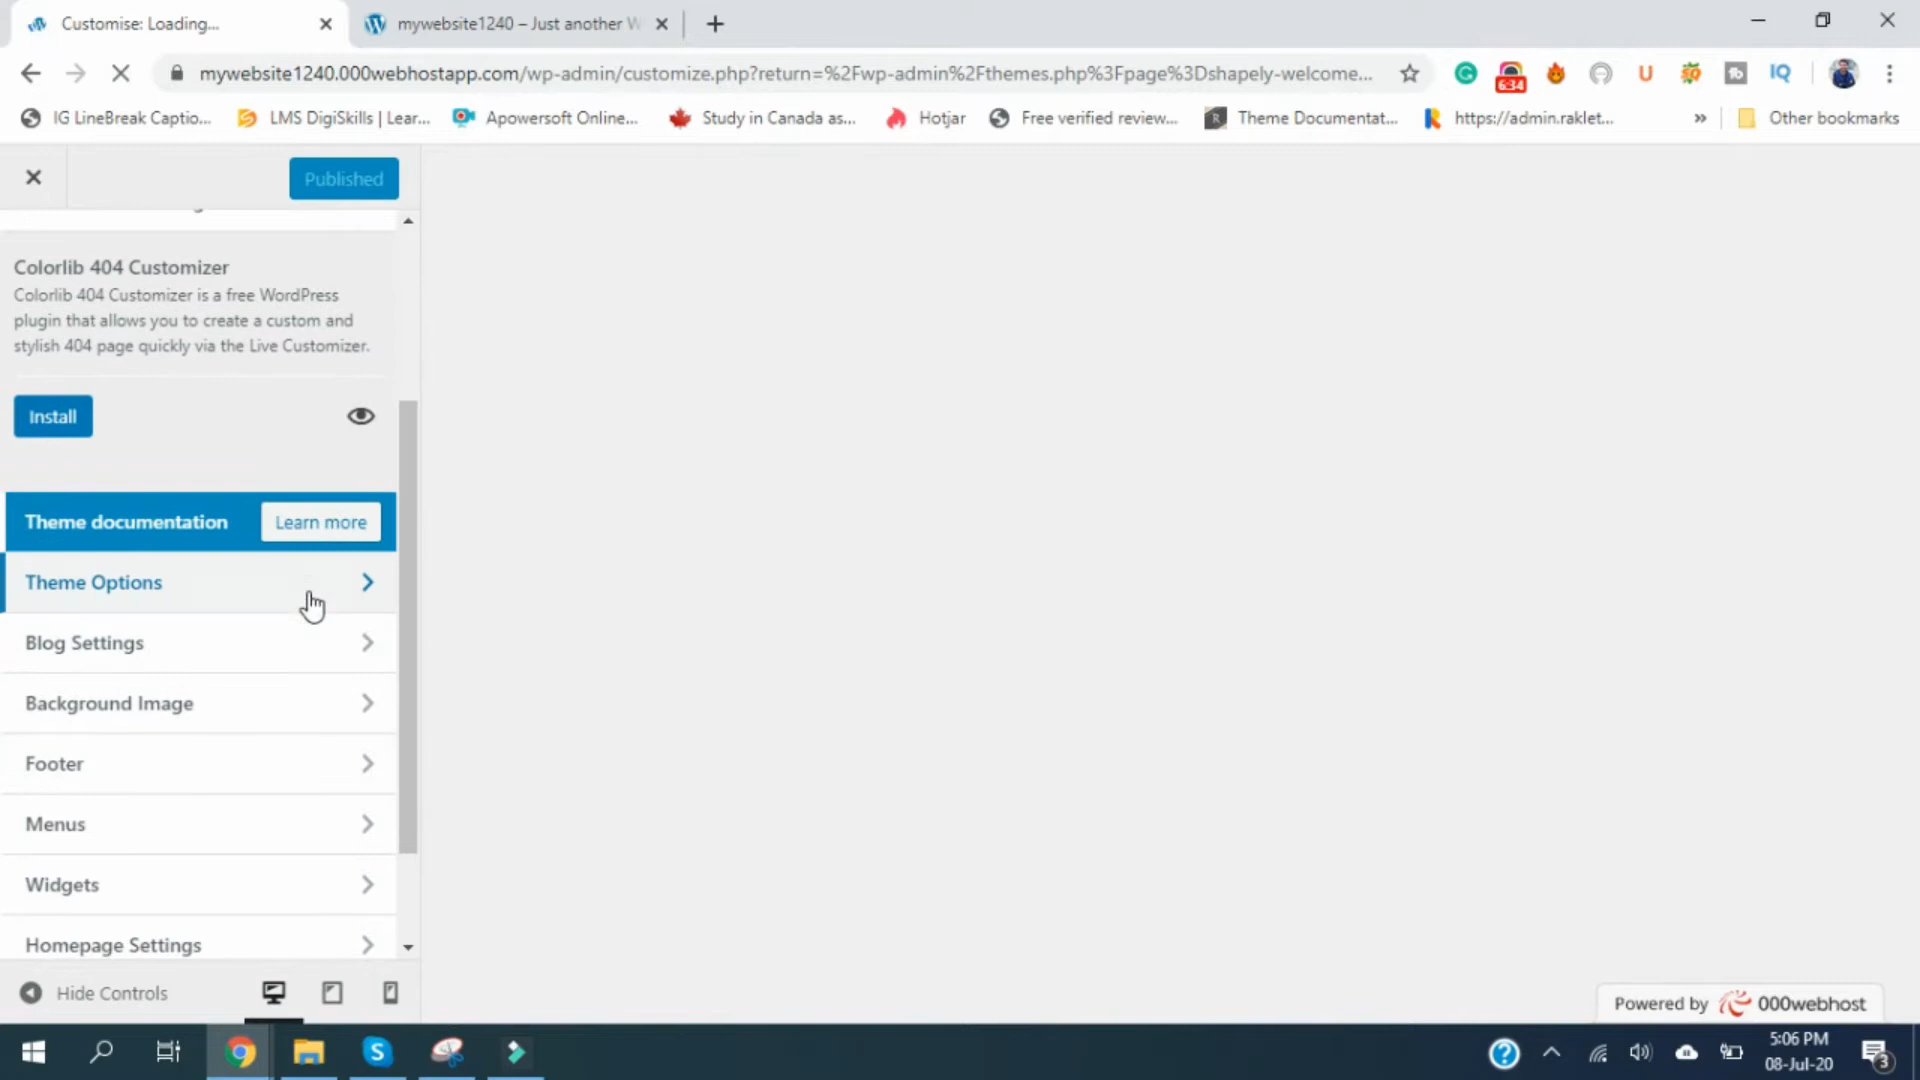 Customise: Loading...
mywebsite1240 – Just another W
mywebsite1240.000webhostapp.com/wp-admin/customize.php?return=%2Fwp-admin%2Fthemes.php%3Fpage%3Dshapely-welcome...
6:34
U
IQ
IG LineBreak Captio...
LMS DigiSkills | Lear...
Apowersoft Online...
Study in Canada as...
Hotjar
Free verified review...
R
Theme Documentat...
https://admin.raklet...
»
Other bookmarks
Published
Colorlib 404 Customizer
Colorlib 404 Customizer is a free WordPress
plugin that allows you to create a custom and
stylish 404 page quickly via the Live Customizer.
Install
Theme documentation
Learn more
Theme Options
Blog Settings
Background Image
Footer
Menus
Widgets
Homepage Settings
Hide Controls
Powered by 000webhost
S
?
5:06 PM
08-Jul-20
3